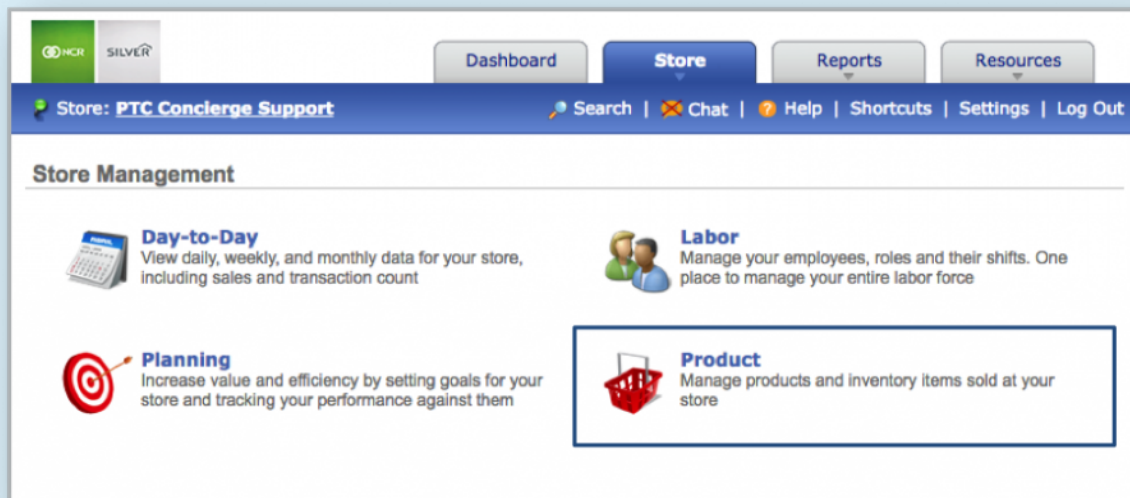 NCR SILVER
Dashboard Store Reports Resources
Store: PTC Concierge Support Search | Chat | Help | Shortcuts | Settings | Log Out
Store Management
Day-to-Day
View daily, weekly, and monthly data for your store,
including sales and transaction count
Labor
Manage your employees, roles and their shifts. One
place to manage your entire labor force
Planning
Increase value and efficiency by setting goals for your
store and tracking your performance against them
Product
Manage products and inventory items sold at your
store